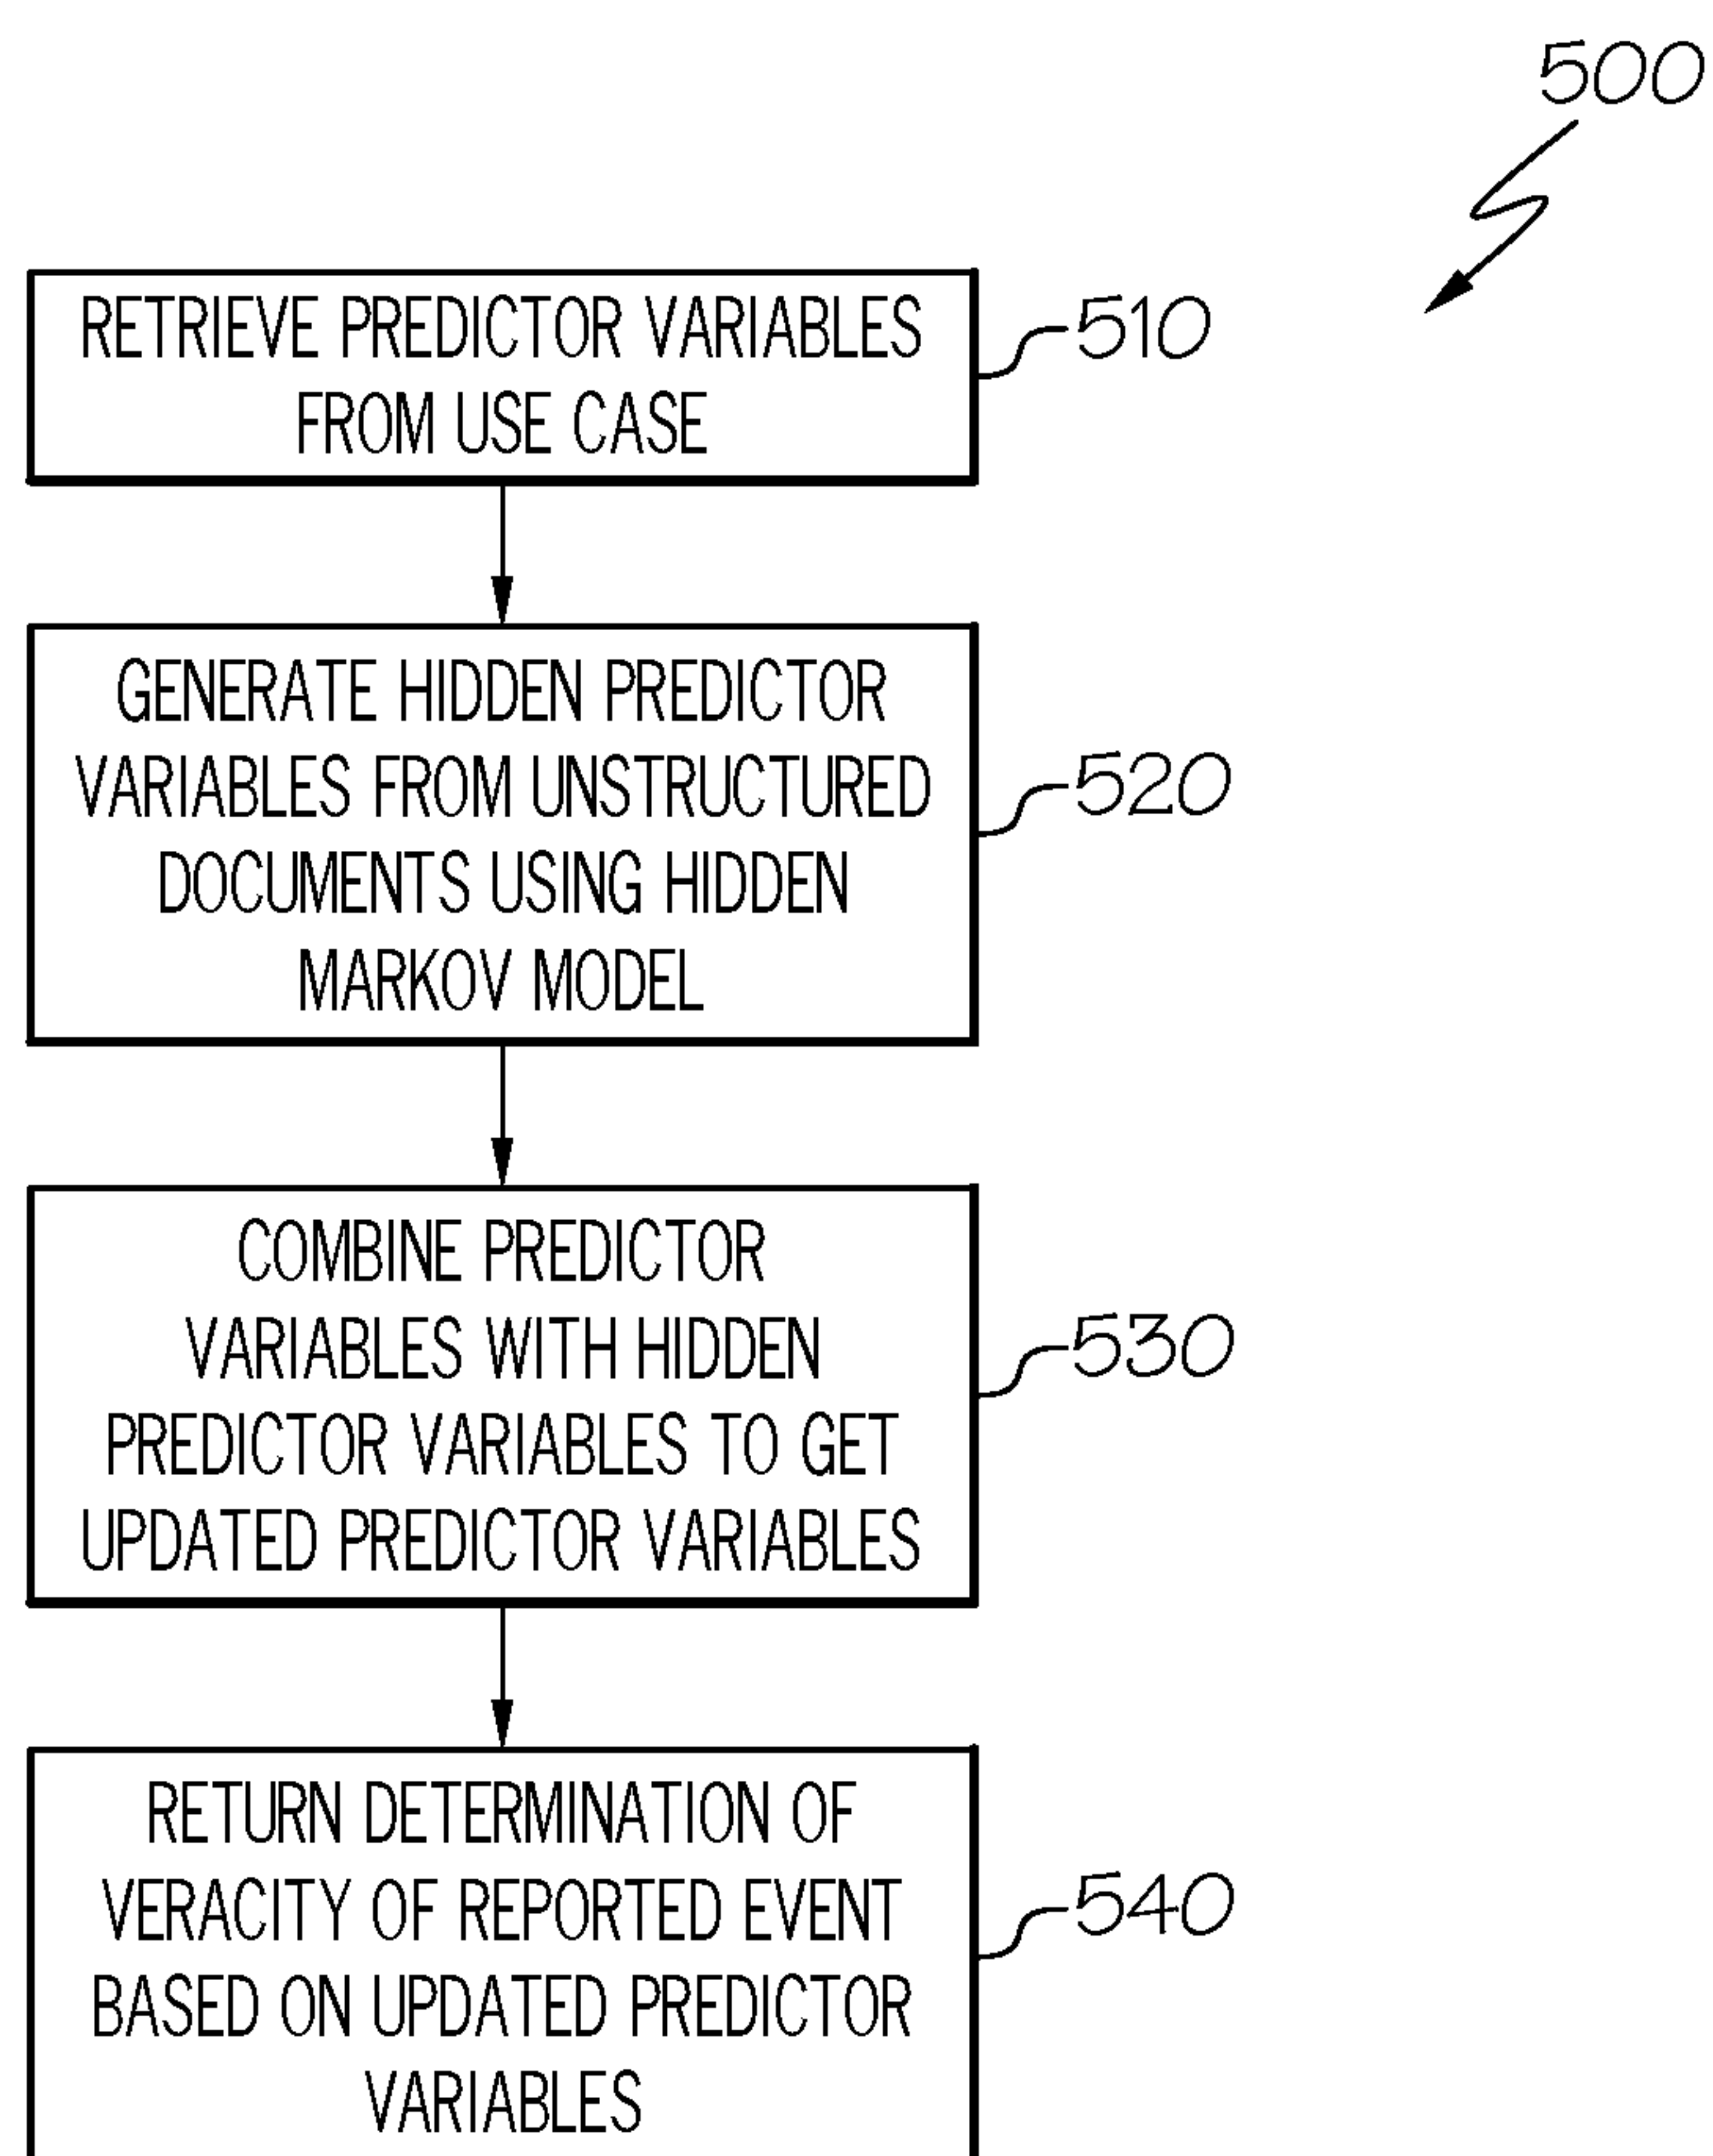 500
RETRIEVE PREDICTOR VARIABLES
FROM USE CASE
510
GENERATE HIDDEN PREDICTOR
VARIABLES FROM UNSTRUCTURED
DOCUMENTS USING HIDDEN
MARKOV MODEL
520
COMBINE PREDICTOR
VARIABLES WITH HIDDEN
PREDICTOR VARIABLES TO GET
UPDATED PREDICTOR VARIABLES
530
RETURN DETERMINATION OF
VERACITY OF REPORTED EVENT
BASED ON UPDATED PREDICTOR
VARIABLES
540